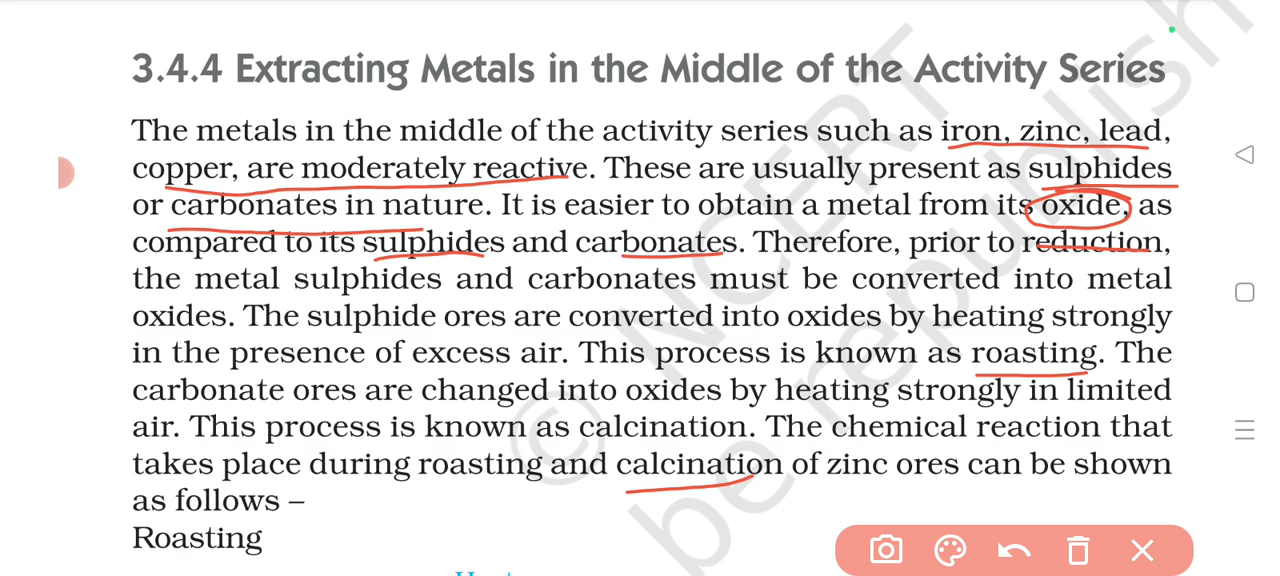 3.4.4 Extracting Metals in the Middle of the Activity Series
The metals in the middle of the activity series such as iron, zinc, lead,
copper, are moderately reactive. These are usually present as sulphides
or carbonates in nature. It is easier to obtain a metal from its oxide, as
compared to its sulphides and carbonates. Therefore, prior to reduction,
the metal sulphides and carbonates must be converted into metal
oxides. The sulphide ores are converted into oxides by heating strongly
in the presence of excess air. This process is known as roasting. The
carbonate ores are changed into oxides by heating strongly in limited
air. This process is known as calcination. The chemical reaction that
takes place during roasting and calcination of zinc ores can be shown
as follows –
Roasting
© NCERT
be republish